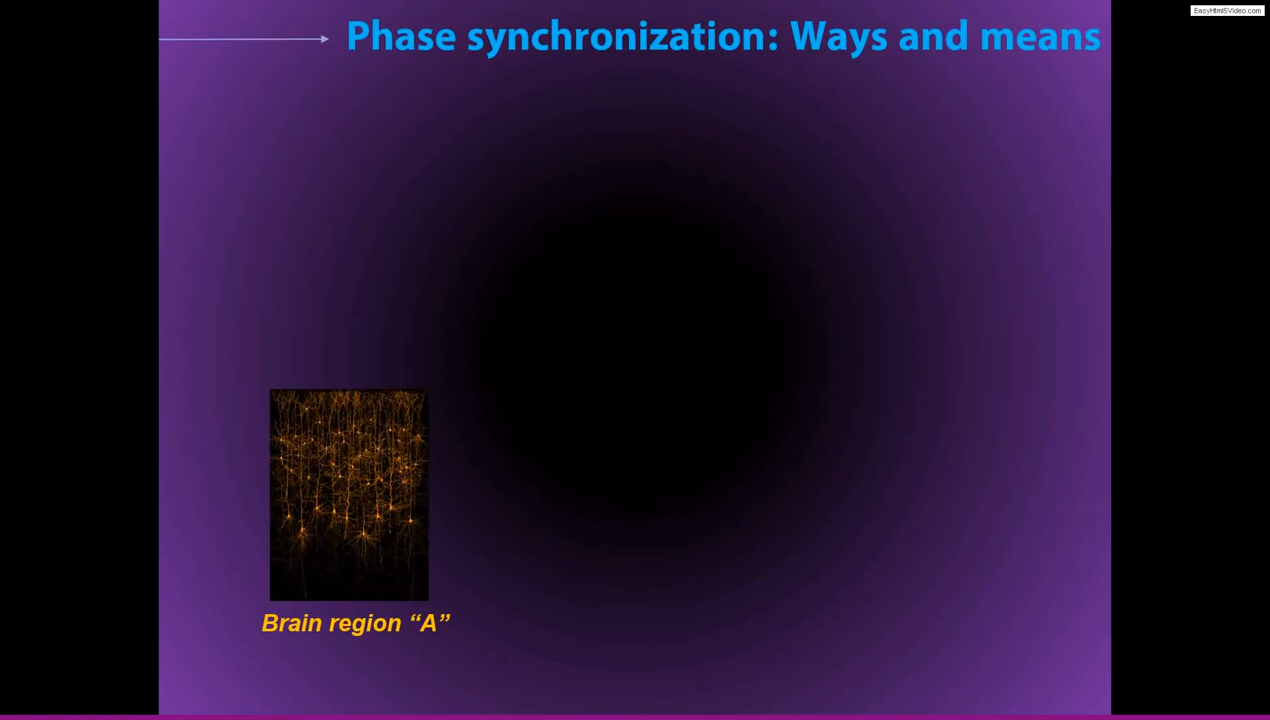 EasyHtml5Video.com
Phase synchronization: Ways and means
Brain region “A”